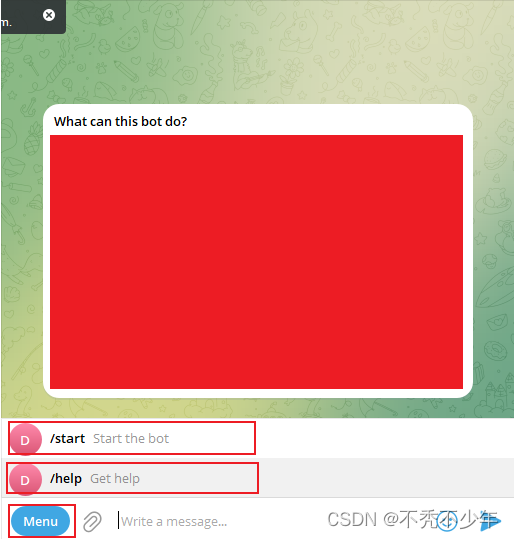 m.
What can this bot do?
D /start Start the bot
D /help Get help
Menu Write a message...
CSDN @不秃不少年